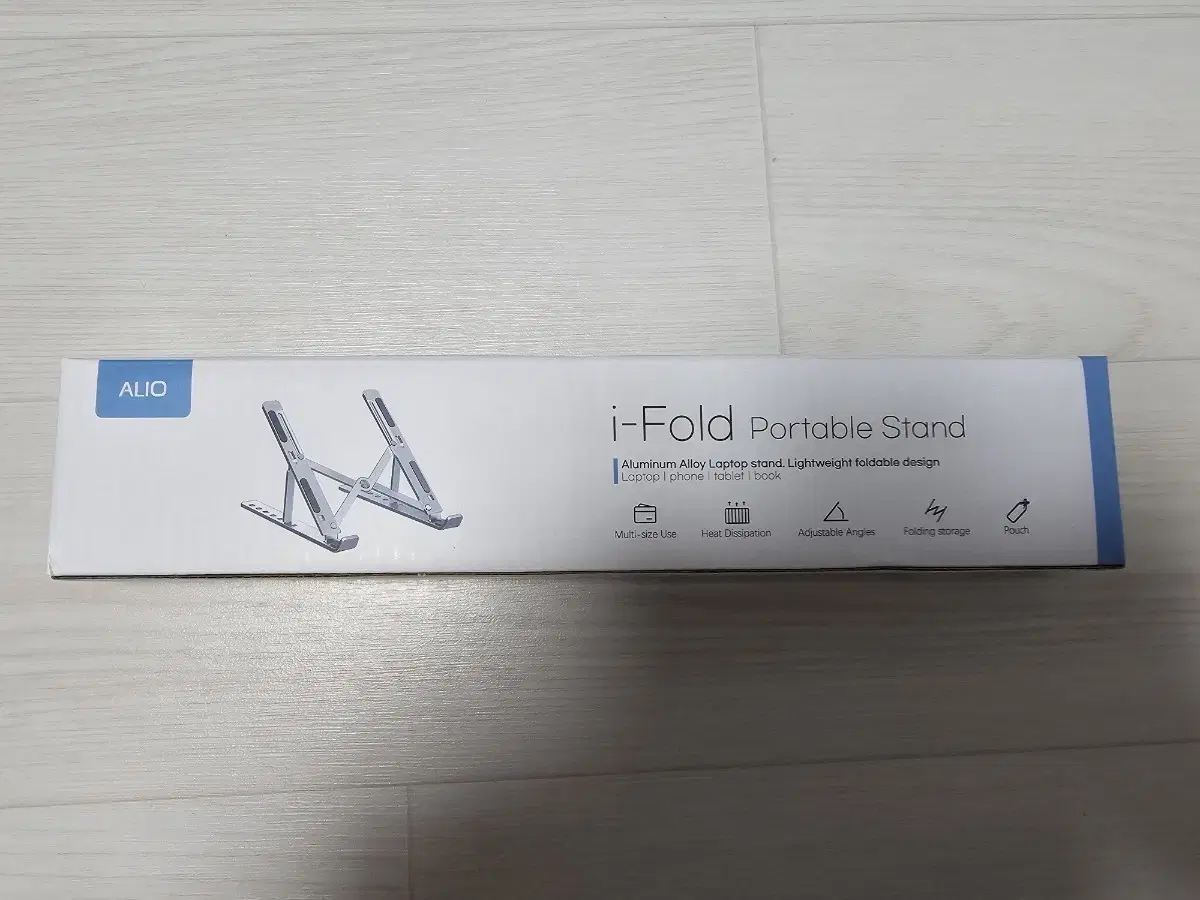 ALIO
i-Fold Portable Stand
Aluminum Alloy Laptop stand. Lightweight foldable design
Laptop | phone | tablet | book
Multi-size Use
Heat Dissipation
Adjustable Angles
Folding storage
Pouch